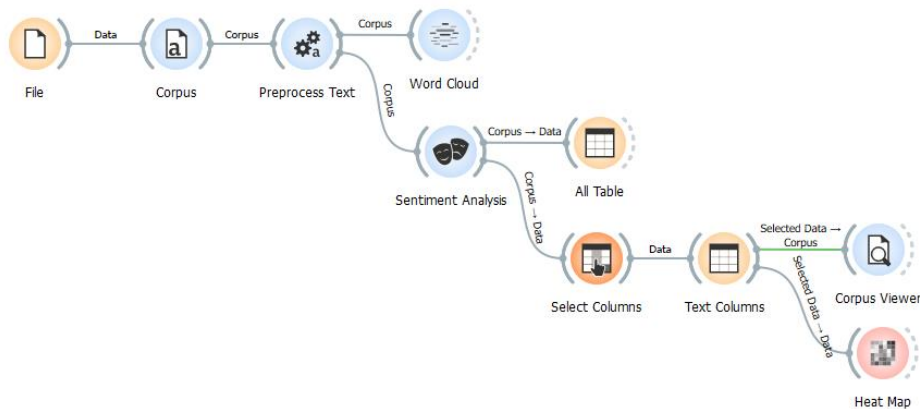 Data
Corpus
Corpus
Corpus
File
Corpus
Preprocess Text
Word Cloud
Corpus
Corpus → Data
Sentiment Analysis
All Table
Corpus → Data
Data
Selected Data →
Corpus
Select Columns
Text Columns
Corpus Viewer
Selected Data → Data
Heat Map
a
a